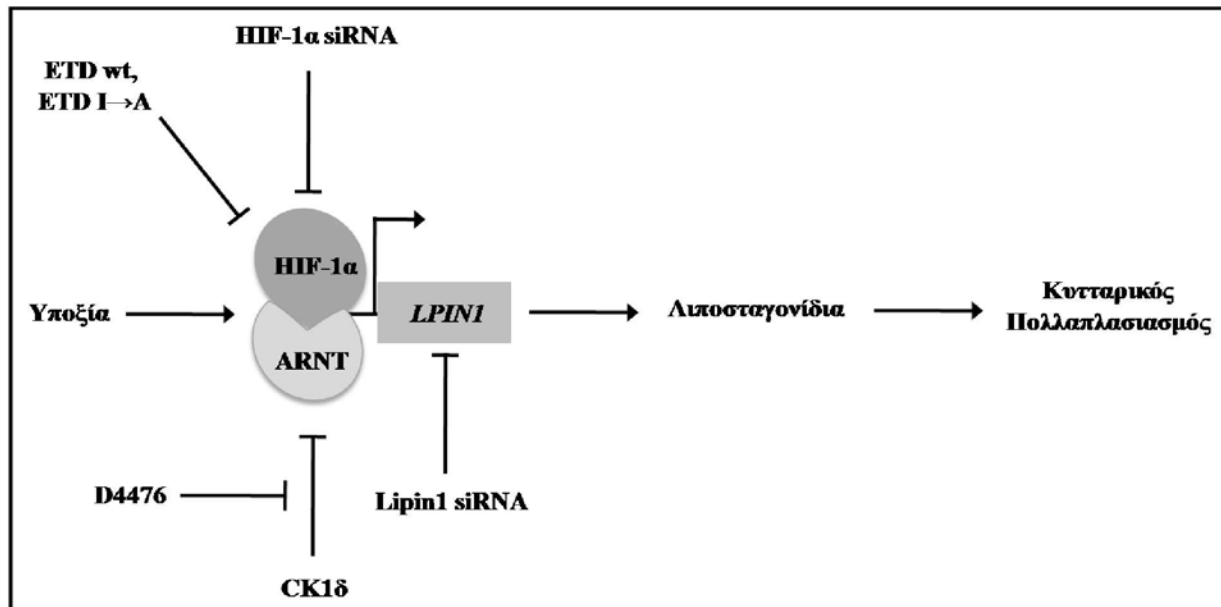 HIF-1α siRNA
ETD wt,
ETD I→A
HIF-1α
Υποξία
LPIN1
Λιποσταγονίδια
Κυτταρικός
Πολλαπλασιασμός
ARNT
D4476
Lipin1 siRNA
CK1δ